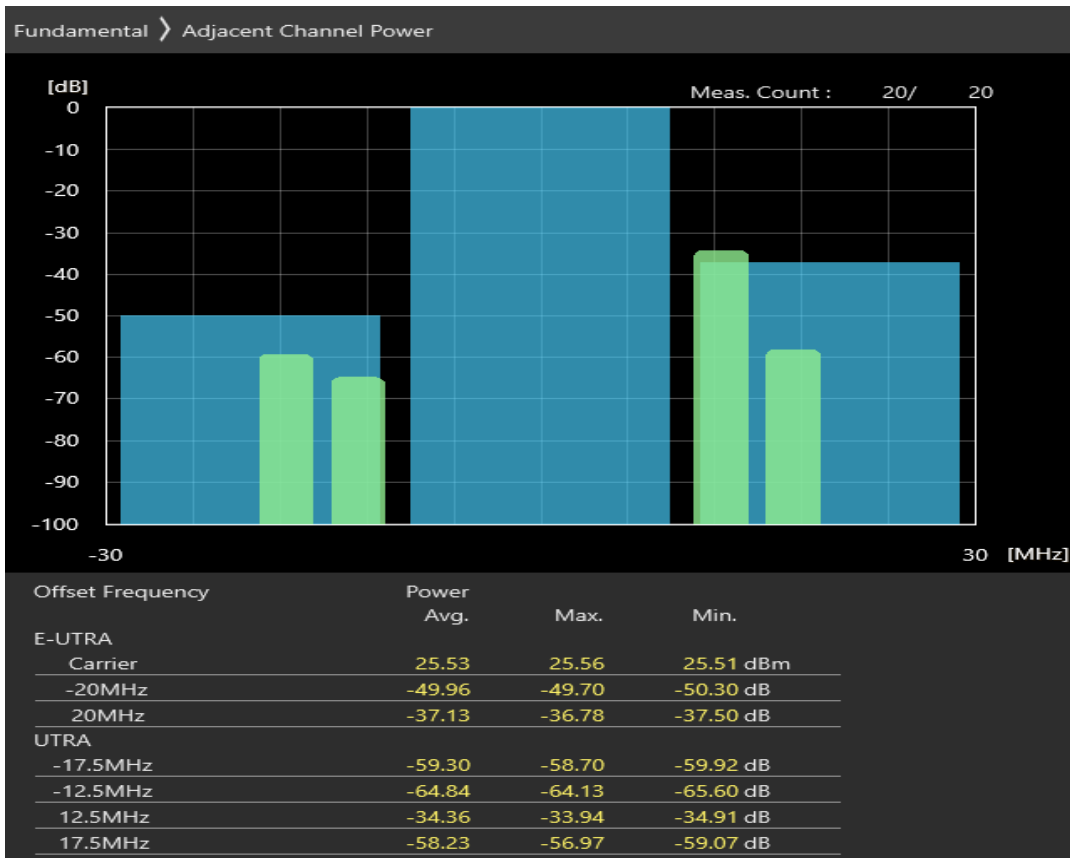 Fundamental 〉 Adjacent Channel Power
[dB]
Meas. Count : 20/ 20
0
-10
-20
-30
-40
-50
-60
-70
-80
-90
-100
-30 30 [MHz]
Offset Frequency Power
Avg. Max. Min.
E-UTRA
Carrier 25.53 25.56 25.51 dBm
-20MHz -49.96 -49.70 -50.30 dB
20MHz -37.13 -36.78 -37.50 dB
UTRA
-17.5MHz -59.30 -58.70 -59.92 dB
-12.5MHz -64.84 -64.13 -65.60 dB
12.5MHz -34.36 -33.94 -34.91 dB
17.5MHz -58.23 -56.97 -59.07 dB